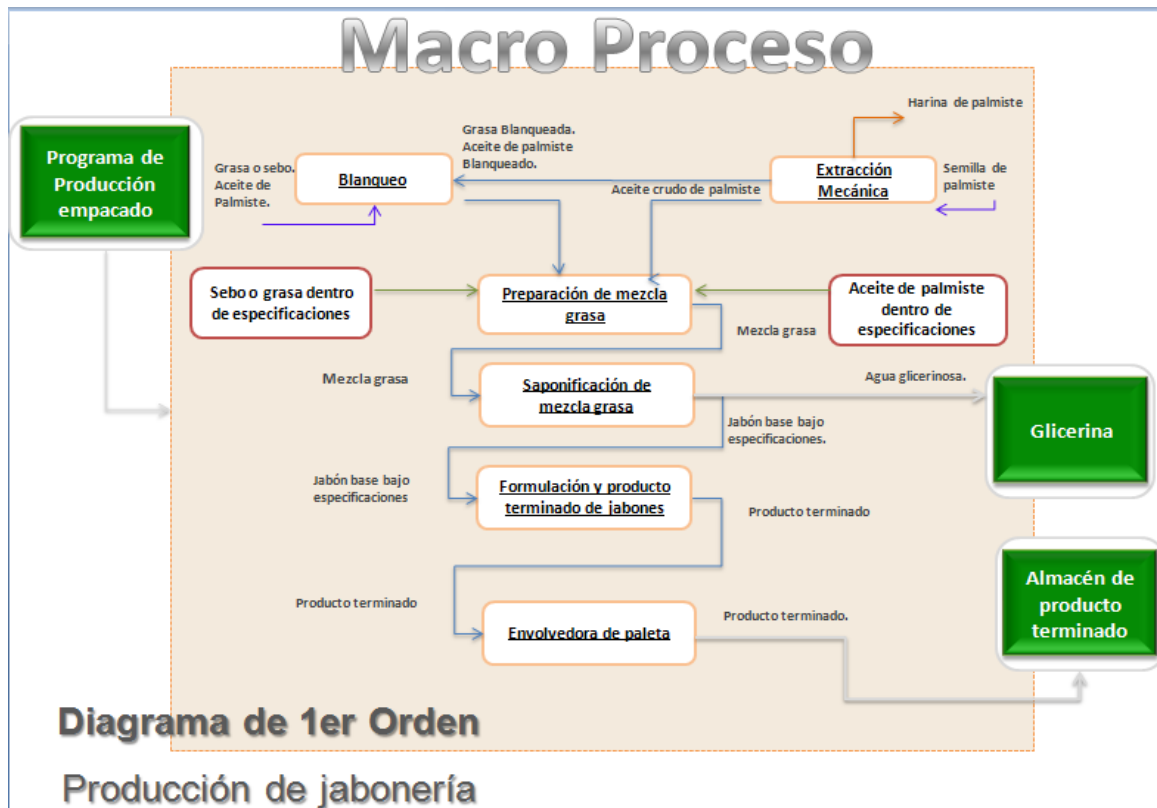 Macro Proceso
Programa de
Producción
empacado
Grasa o sebo.
Aceite de
Palmiste.
Blanqueo
Grasa Blanqueada.
Aceite de palmiste
Blanqueado.
Aceite crudo de palmiste
Extracción
Mecánica
Harina de palmiste
Semilla de
palmiste
Sebo o grasa dentro
de especificaciones
Preparación de mezcla
grasa
Aceite de palmiste
dentro de
especificaciones
Mezcla grasa
Mezcla grasa
Saponificación de
mezcla grasa
Agua glicerinosa.
Glicerina
Jabón base bajo
especificaciones.
Jabón base bajo
especificaciones
Formulación y producto
terminado de jabones
Producto terminado
Producto terminado
Envolvedora de paleta
Producto terminado.
Almacén de
producto
terminado
Diagrama de 1er Orden
Producción de jabonería